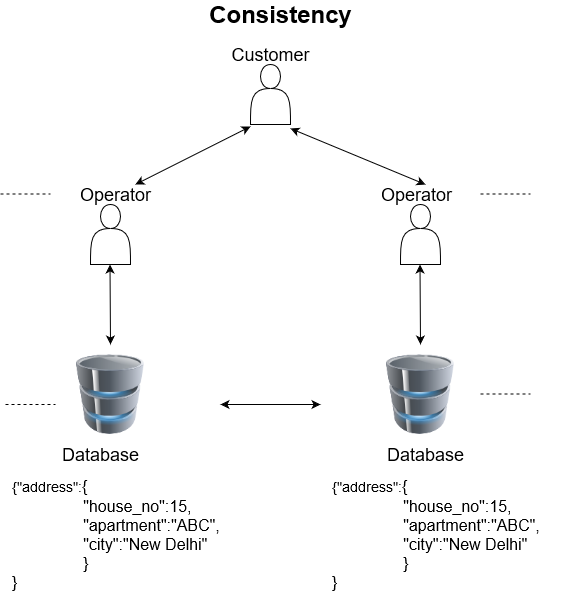 Consistency
Customer
Operator
Operator
Database
Database
{"address":{
"house_no":15,
"apartment":"ABC",
"city":"New Delhi"
}
}
{"address":{
"house_no":15,
"apartment":"ABC",
"city":"New Delhi"
}
}